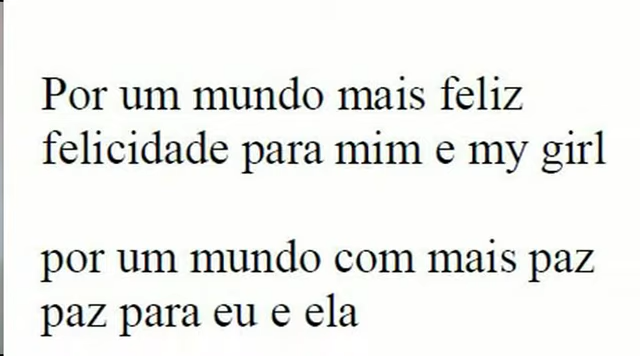 Por um mundo mais feliz
felicidade para mim e my girl
por um mundo com mais paz
paz para eu e ela